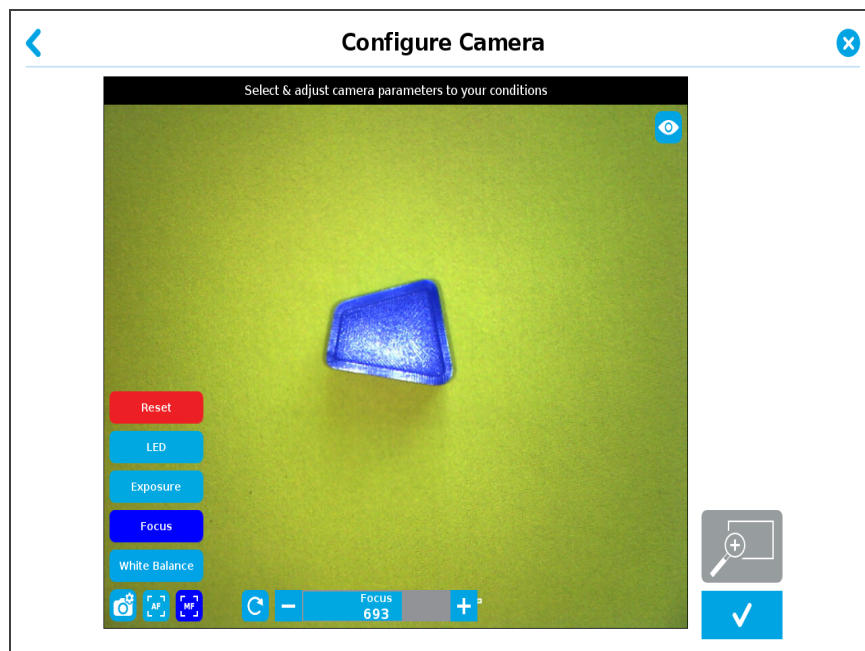 Configure Camera
Select & adjust camera parameters to your conditions
Reset
LED
Exposure
Focus
White Balance
AF
MF
Focus
693